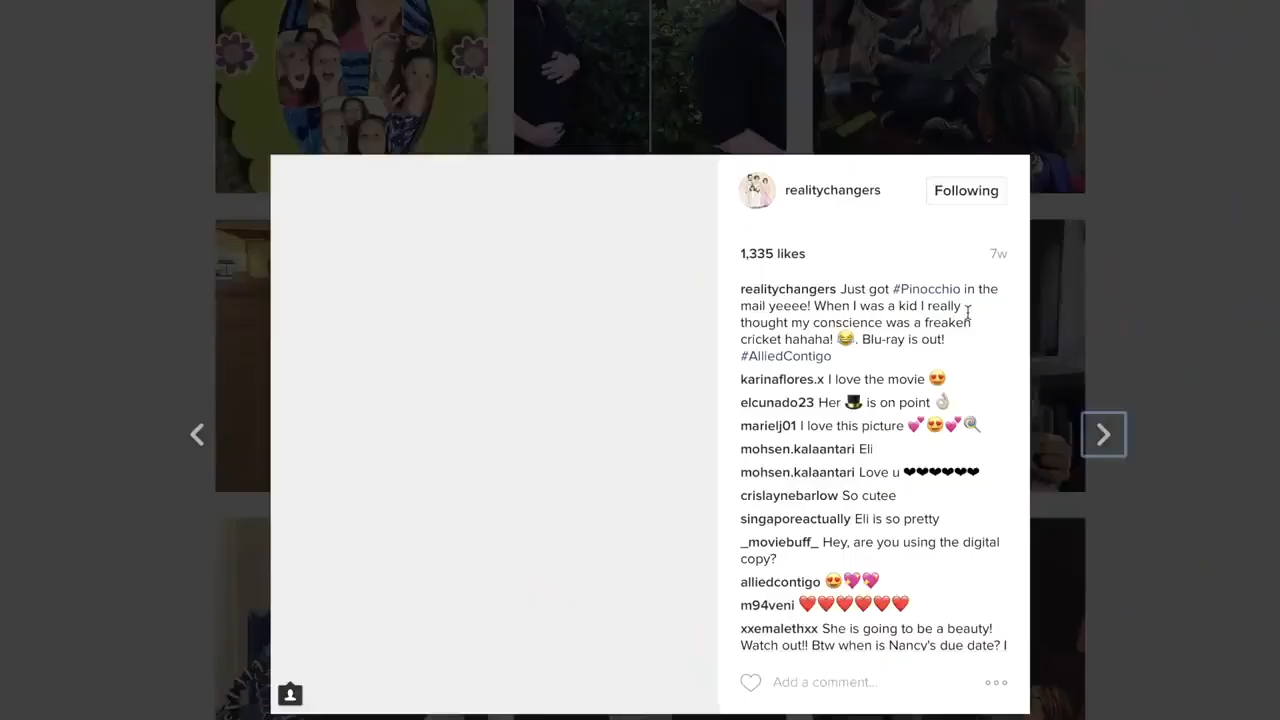 realitychangers
Following
1,335 likes
7w
realitychangers Just got #Pinocchio in the
mail yeeee! When I was a kid I really
thought my conscience was a freaken
cricket hahaha! 😂. Blu-ray is out!
#AlliedContigo
karinaflores.x I love the movie 😍
elcunado23 Her 🎩 is on point 👌🏻
marielj01 I love this picture 💕😍💕🍭
mohsen.kalaantari Eli
mohsen.kalaantari Love u ❤❤❤❤❤❤
crislaynebarlow So cutee
singaporeactually Eli is so pretty
_moviebuff_ Hey, are you using the digital
copy?
alliedcontigo 😍💖💖
m94veni ❤️❤️❤️❤️❤️❤️
xxemalethxx She is going to be a beauty!
Watch out!! Btw when is Nancy's due date? I
Add a comment...